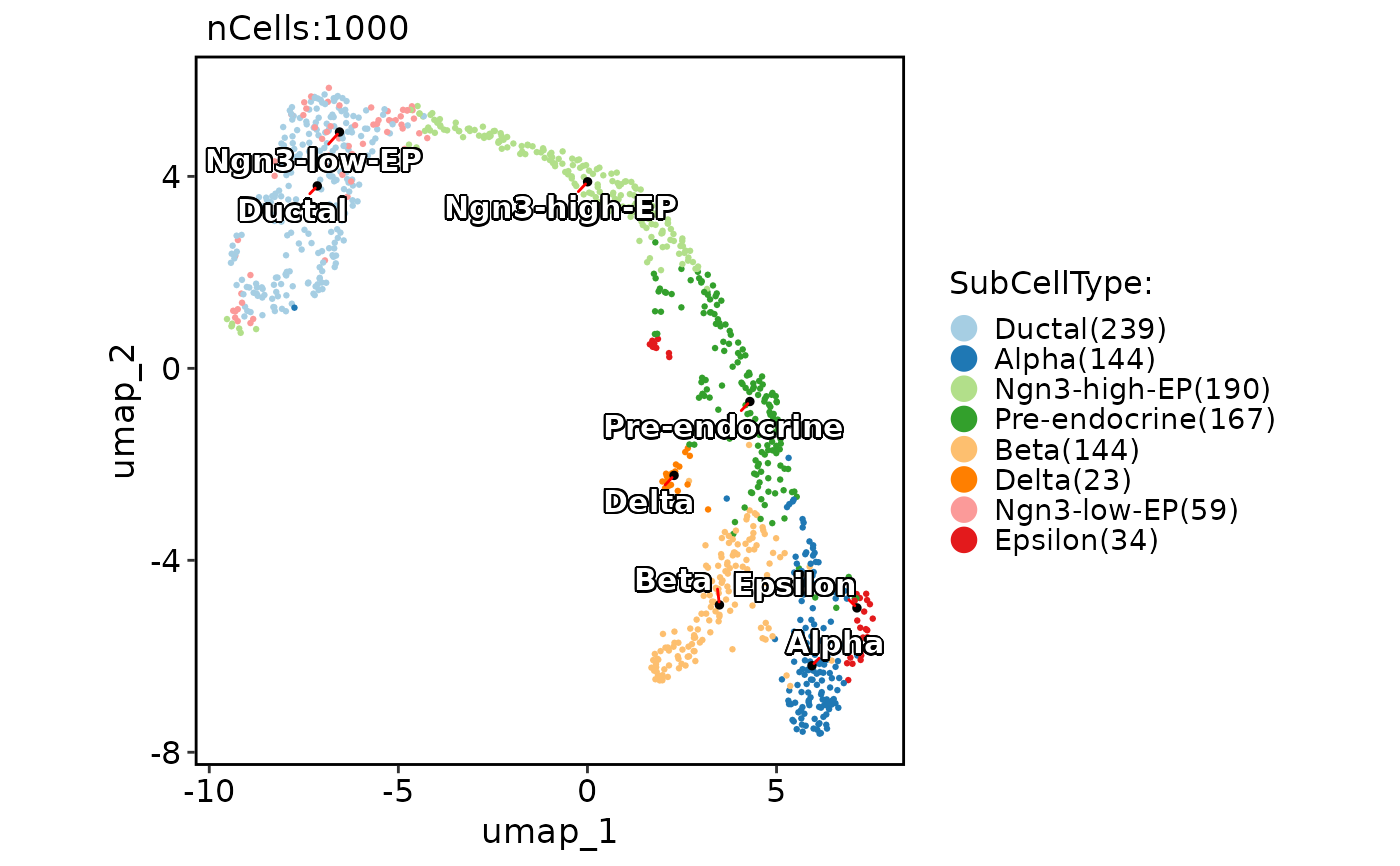 nCells:1000
umap_2
4
0
-4
-8
-10
-5
0
5
umap_1
Ngn3-low-EP
Ductal
Ngn3-high-EP
Pre-endocrine
Delta
Beta
Epsilon
Alpha
SubCellType:
Ductal(239)
Alpha(144)
Ngn3-high-EP(190)
Pre-endocrine(167)
Beta(144)
Delta(23)
Ngn3-low-EP(59)
Epsilon(34)